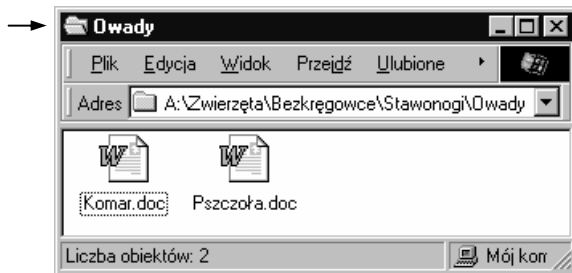 Owady
Plik Edycja Widok Przejdź Ulubione
Adres A:\Zwierzęta\Bezkręgowce\Stawonogi\Owady
Komar.doc Pszczoła.doc
Liczba obiektów: 2 Mój kom